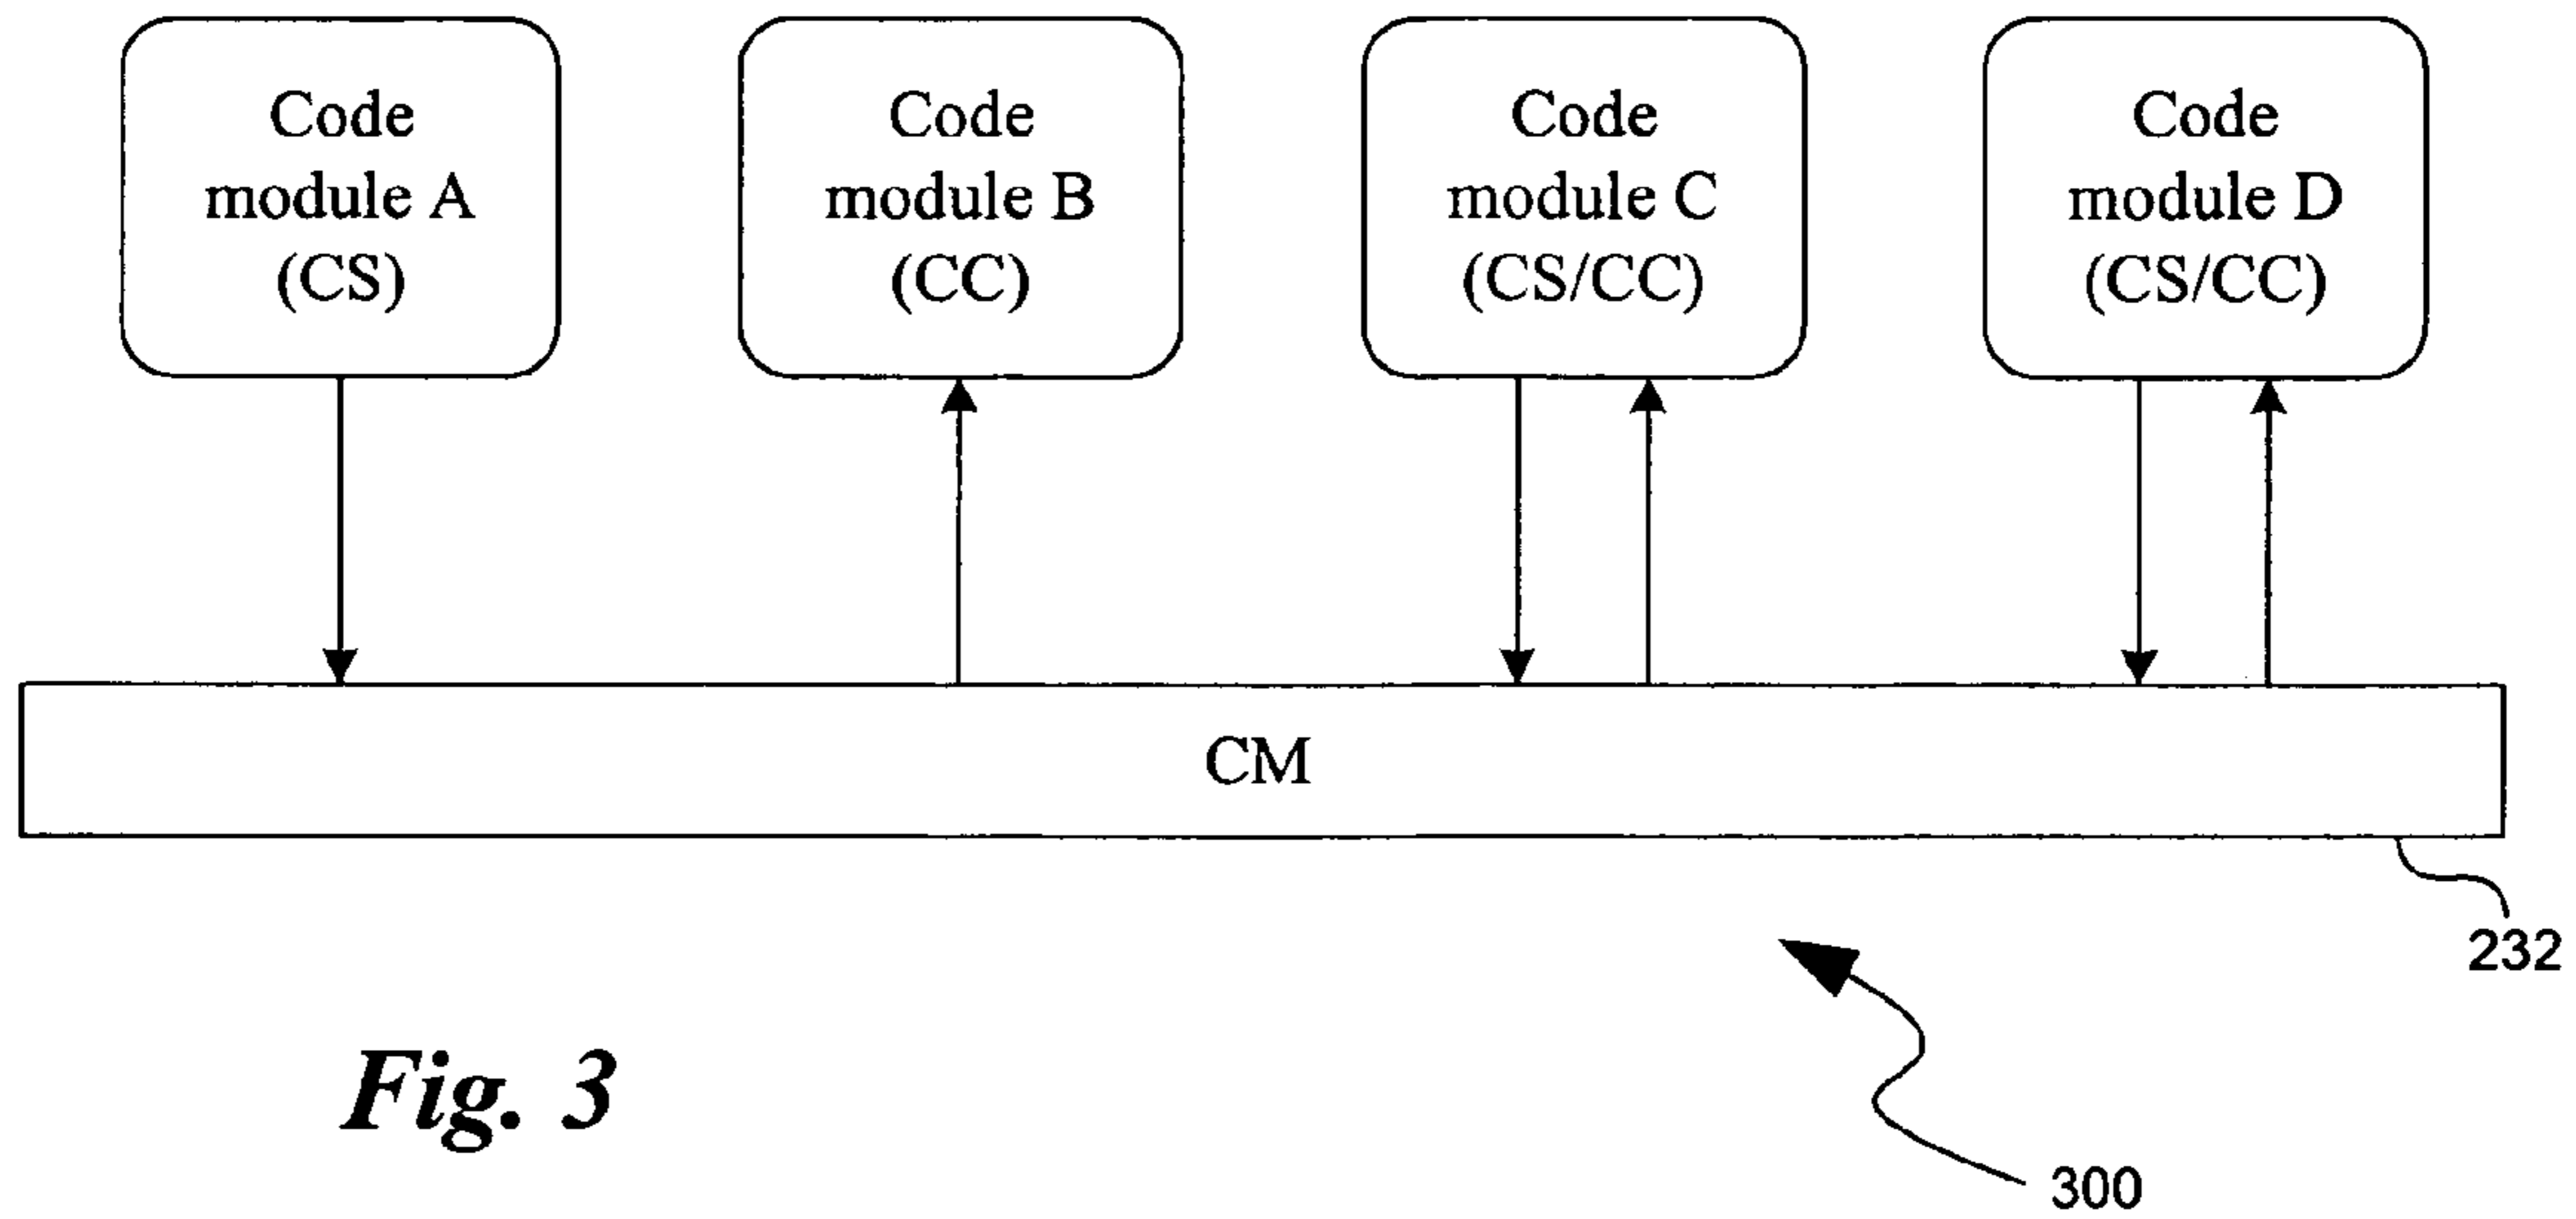 Code
module A
(CS)
Code
module B
(CC)
Code
module C
(CS/CC)
Code
module D
(CS/CC)
CM
232
Fig. 3
300